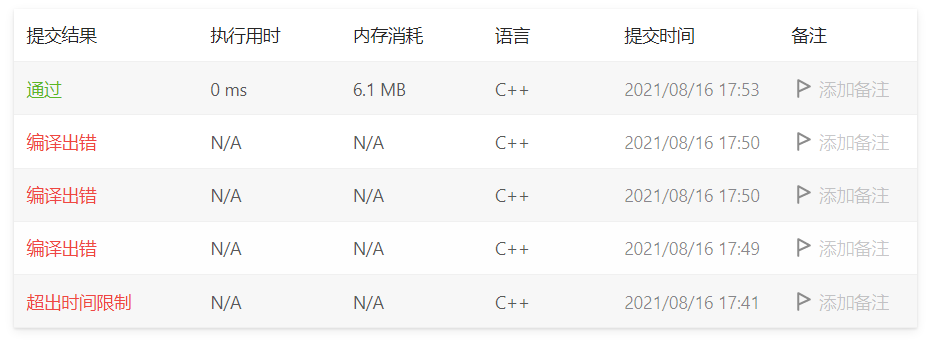 提交结果 执行用时 内存消耗 语言 提交时间 备注
通过 0 ms 6.1 MB C++ 2021/08/16 17:53 添加备注
编译出错 N/A N/A C++ 2021/08/16 17:50 添加备注
编译出错 N/A N/A C++ 2021/08/16 17:50 添加备注
编译出错 N/A N/A C++ 2021/08/16 17:49 添加备注
超出时间限制 N/A N/A C++ 2021/08/16 17:41 添加备注